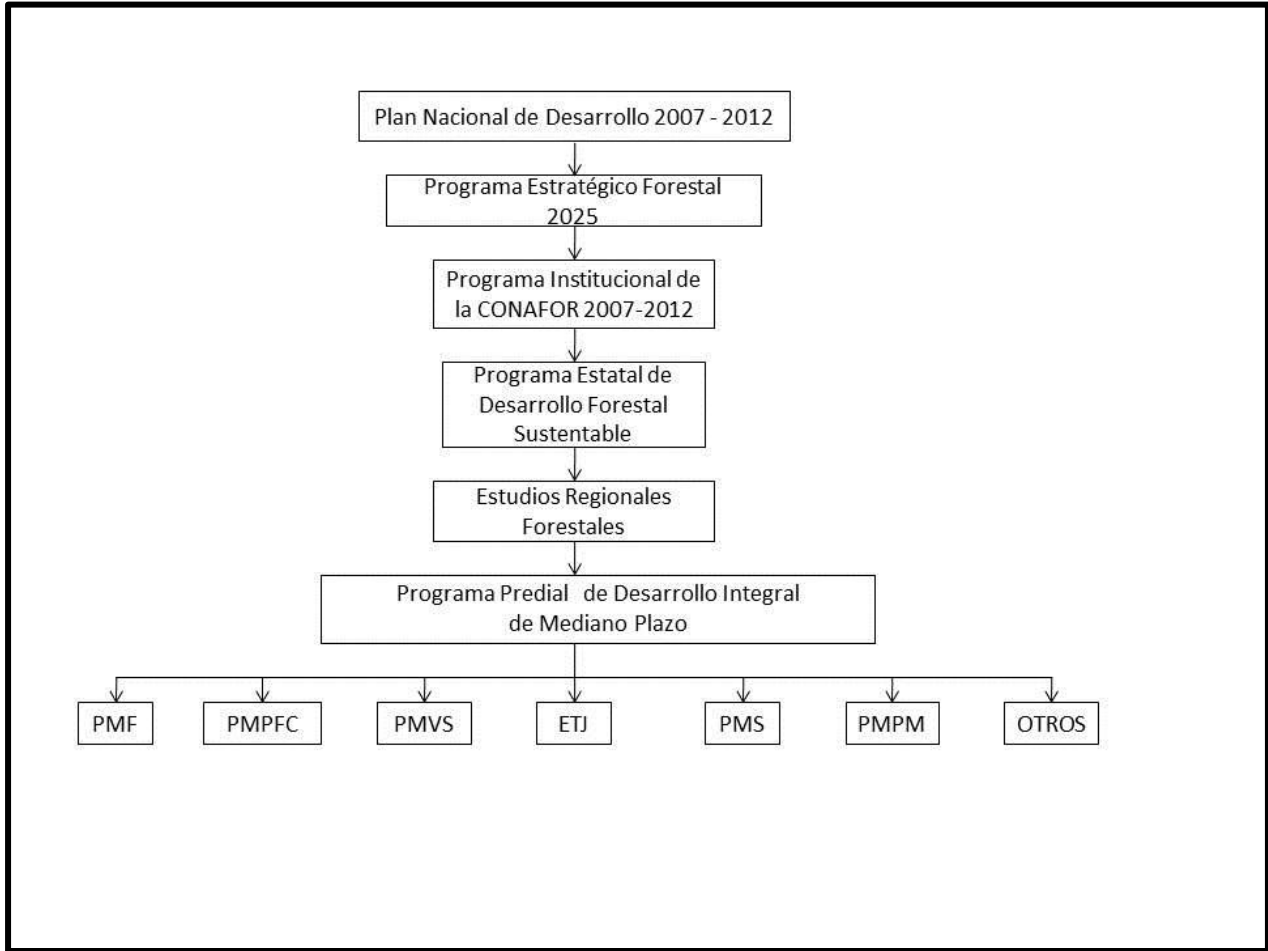 Plan Nacional de Desarrollo 2007 - 2012
Programa Estratégico Forestal
2025
Programa Institucional de
la CONAFOR 2007-2012
Programa Estatal de
Desarrollo Forestal
Sustentable
Estudios Regionales
Forestales
Programa Predial de Desarrollo Integral
de Mediano Plazo
PMF
PMPFC
PMVS
ETJ
PMS
PMPM
OTROS